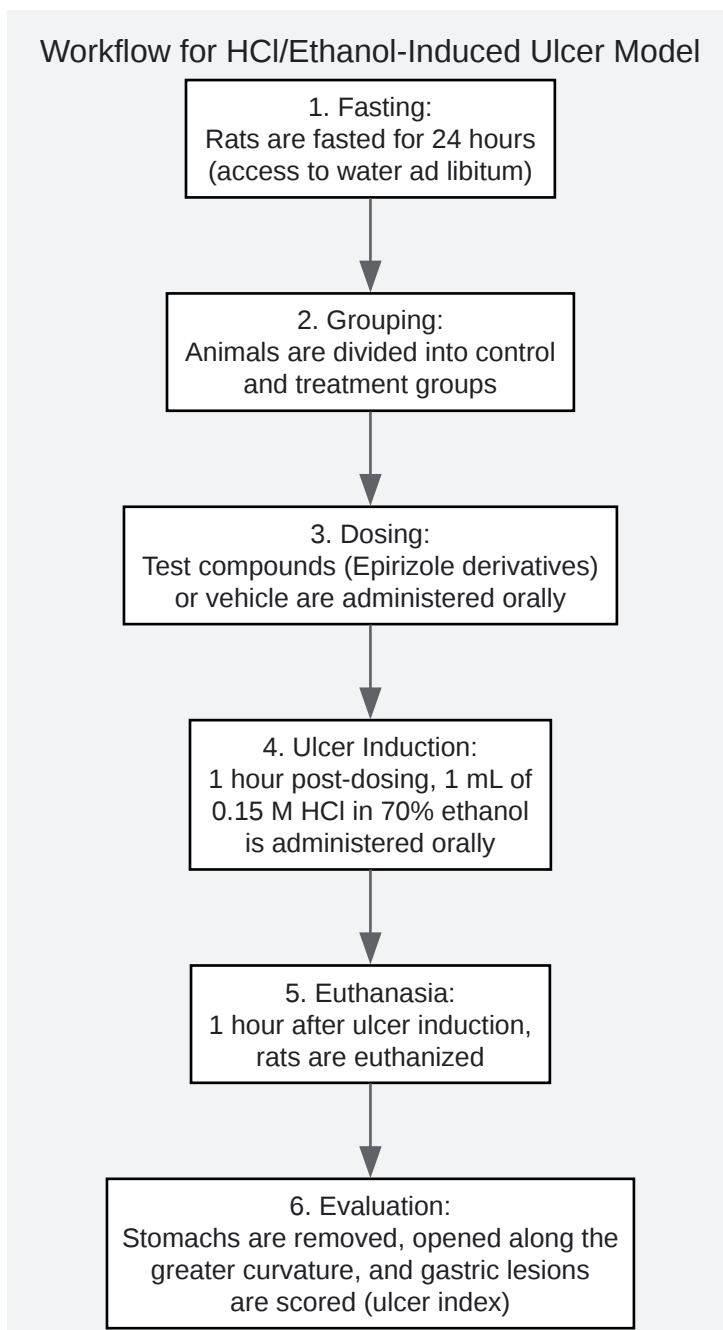 Workflow for HCl/Ethanol-Induced Ulcer Model
1. Fasting:
Rats are fasted for 24 hours
(access to water ad libitum)
2. Grouping:
Animals are divided into control
and treatment groups
3. Dosing:
Test compounds (Epirizole derivatives)
or vehicle are administered orally
4. Ulcer Induction:
1 hour post-dosing, 1 mL of
0.15 M HCl in 70% ethanol
is administered orally
5. Euthanasia:
1 hour after ulcer induction,
rats are euthanized
6. Evaluation:
Stomachs are removed, opened along the
greater curvature, and gastric lesions
are scored (ulcer index)